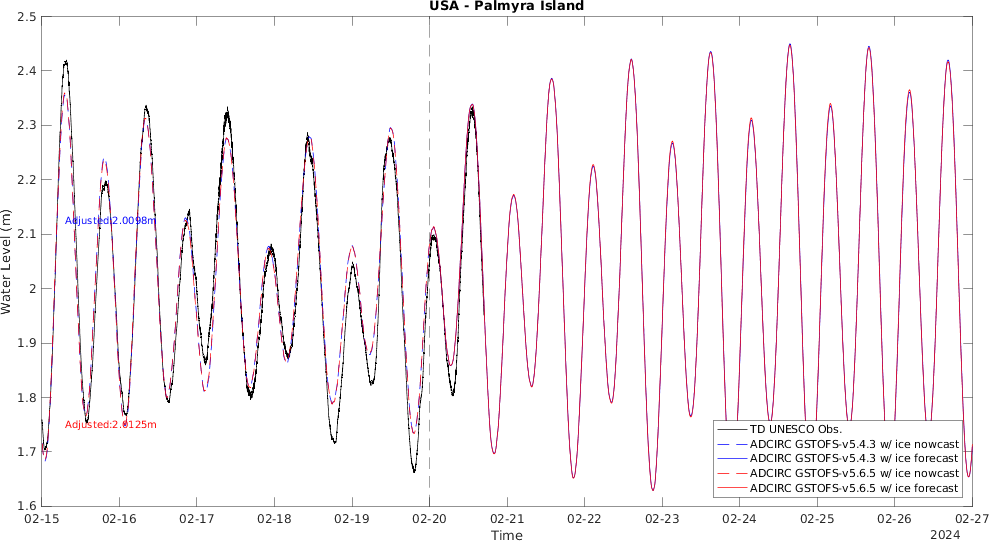 USA - Palmyra Island
2.5
2.4
2.3
2.2
2.1
2
1.9
1.8
1.7
1.6
Water Level (m)
Adjusted:2.0098m
Adjusted:2.0125m
TD UNESCO Obs.
ADCIRC GSTOFS-v5.4.3 w/ ice nowcast
ADCIRC GSTOFS-v5.4.3 w/ ice forecast
ADCIRC GSTOFS-v5.6.5 w/ ice nowcast
ADCIRC GSTOFS-v5.6.5 w/ ice forecast
02-15 02-16 02-17 02-18 02-19 02-20 02-21 02-22 02-23 02-24 02-25 02-26 02-27
Time
2024